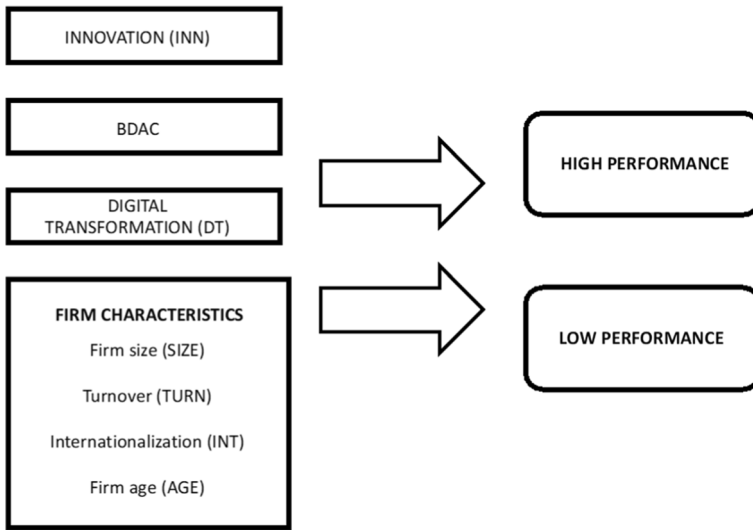 INNOVATION (INN)
BDAC
DIGITAL
TRANSFORMATION (DT)
FIRM CHARACTERISTICS
Firm size (SIZE)
Turnover (TURN)
Internationalization (INT)
Firm age (AGE)
HIGH PERFORMANCE
LOW PERFORMANCE